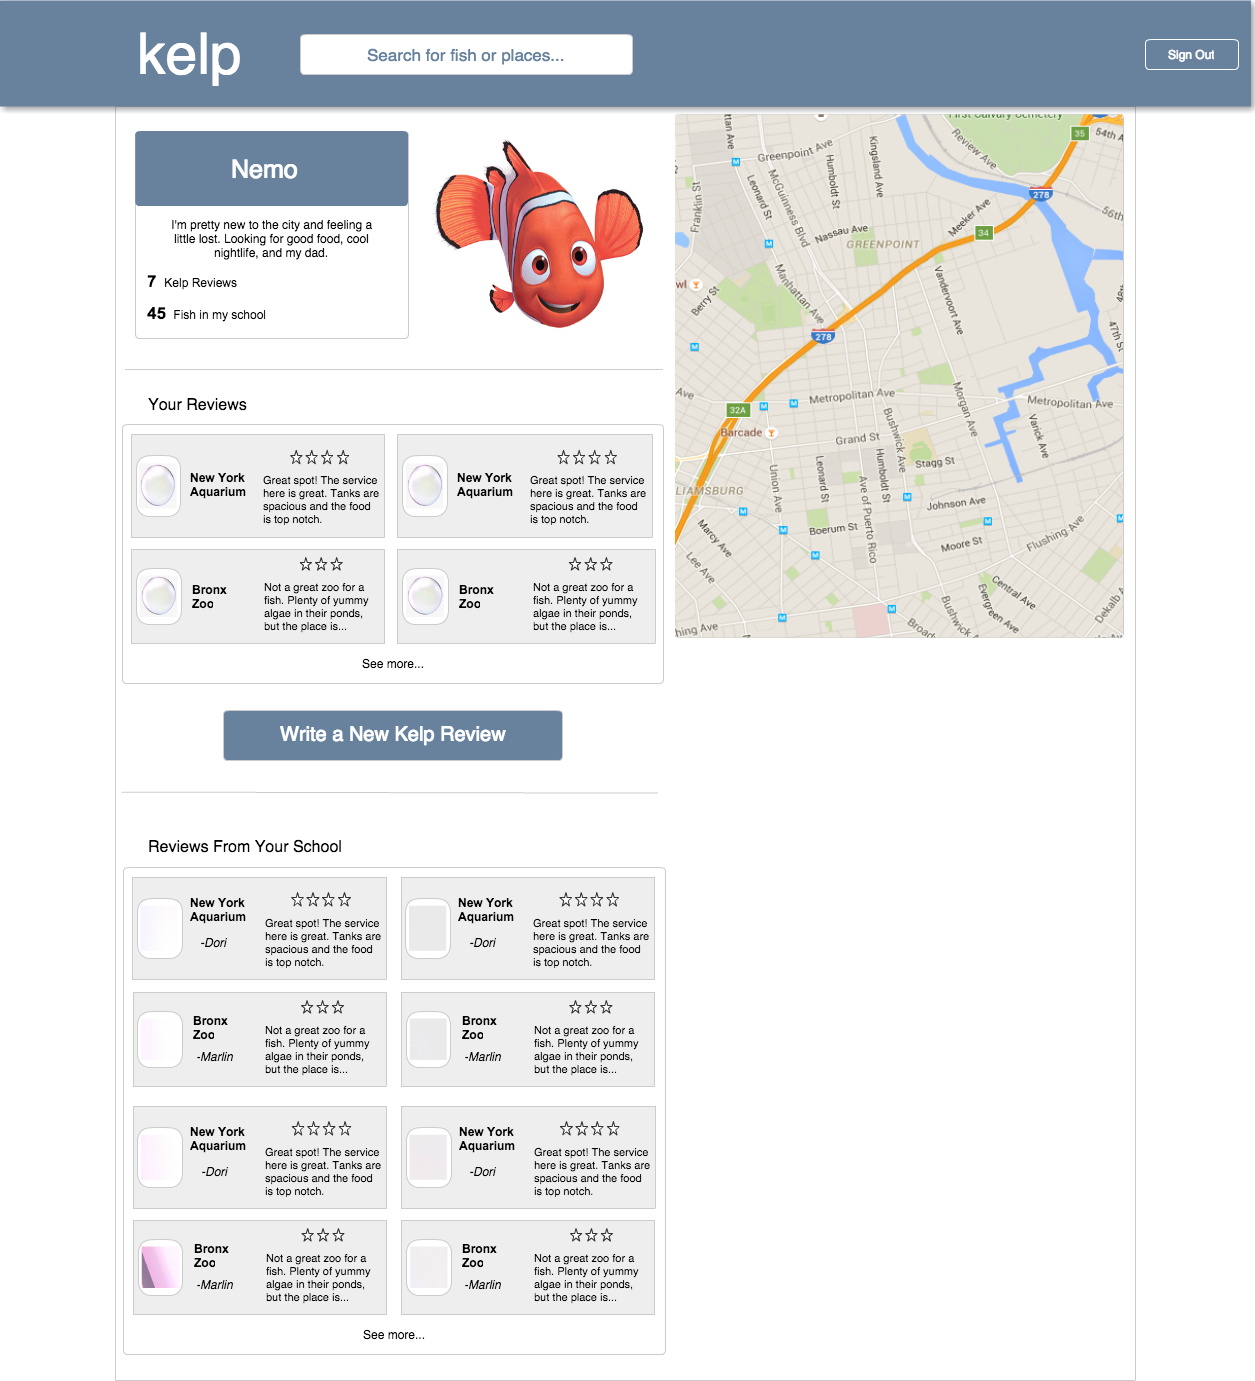 kelp
Search for fish or places...
Sign Out
Nemo
I'm pretty new to the city and feeling a
little lost. Looking for good food, cool
nightlife, and my dad.
7 Kelp Reviews
45 Fish in my school
First Calvary Cemetery
35
54th A
Review Ave
Greenpoint Ave
Kingsland Ave
Humboldt St
McGuinness Blvd
Leonard St
Franklin St
ttan Ave
278
56th
Meeker Ave
34
Nassau Ave
GREENPOINT
Manhattan Ave
Vandervoort Ave
48th
wl
Berry St
47th St
278
Ave
Metropolitan Ave
Morgan Ave
Metropolitan Ave
32A
Barcade
Grand St
Bushwick Ave
Varick Ave
Stagg St
Humboldt St
Leonard St
Union Ave
Ave of Puerto Rico
LIAMSBURG
Johnson Ave
Marcy Ave
Boerum St
Moore St
Flushing Ave
Lee Ave
Central Ave
Evergreen Ave
Bushwick A
Dekalb
hing Ave
Broad
Your Reviews
☆☆☆☆
New York
Aquarium
Great spot! The service
here is great. Tanks are
spacious and the food
is top notch.
☆☆☆☆
New York
Aquarium
Great spot! The service
here is great. Tanks are
spacious and the food
is top notch.
☆☆☆
Bronx
Zoo
Not a great zoo for a
fish. Plenty of yummy
algae in their ponds,
but the place is...
☆☆☆
Bronx
Zoo
Not a great zoo for a
fish. Plenty of yummy
algae in their ponds,
but the place is...
See more...
Write a New Kelp Review
Reviews From Your School
☆☆☆☆
New York
Aquarium
-Dori
Great spot! The service
here is great. Tanks are
spacious and the food
is top notch.
☆☆☆☆
New York
Aquarium
-Dori
Great spot! The service
here is great. Tanks are
spacious and the food
is top notch.
☆☆☆
Bronx
Zoo
-Marlin
Not a great zoo for a
fish. Plenty of yummy
algae in their ponds,
but the place is...
☆☆☆
Bronx
Zoo
-Marlin
Not a great zoo for a
fish. Plenty of yummy
algae in their ponds,
but the place is...
☆☆☆☆
New York
Aquarium
-Dori
Great spot! The service
here is great. Tanks are
spacious and the food
is top notch.
☆☆☆☆
New York
Aquarium
-Dori
Great spot! The service
here is great. Tanks are
spacious and the food
is top notch.
☆☆☆
Bronx
Zoo
-Marlin
Not a great zoo for a
fish. Plenty of yummy
algae in their ponds,
but the place is...
☆☆☆
Bronx
Zoo
-Marlin
Not a great zoo for a
fish. Plenty of yummy
algae in their ponds,
but the place is...
See more...